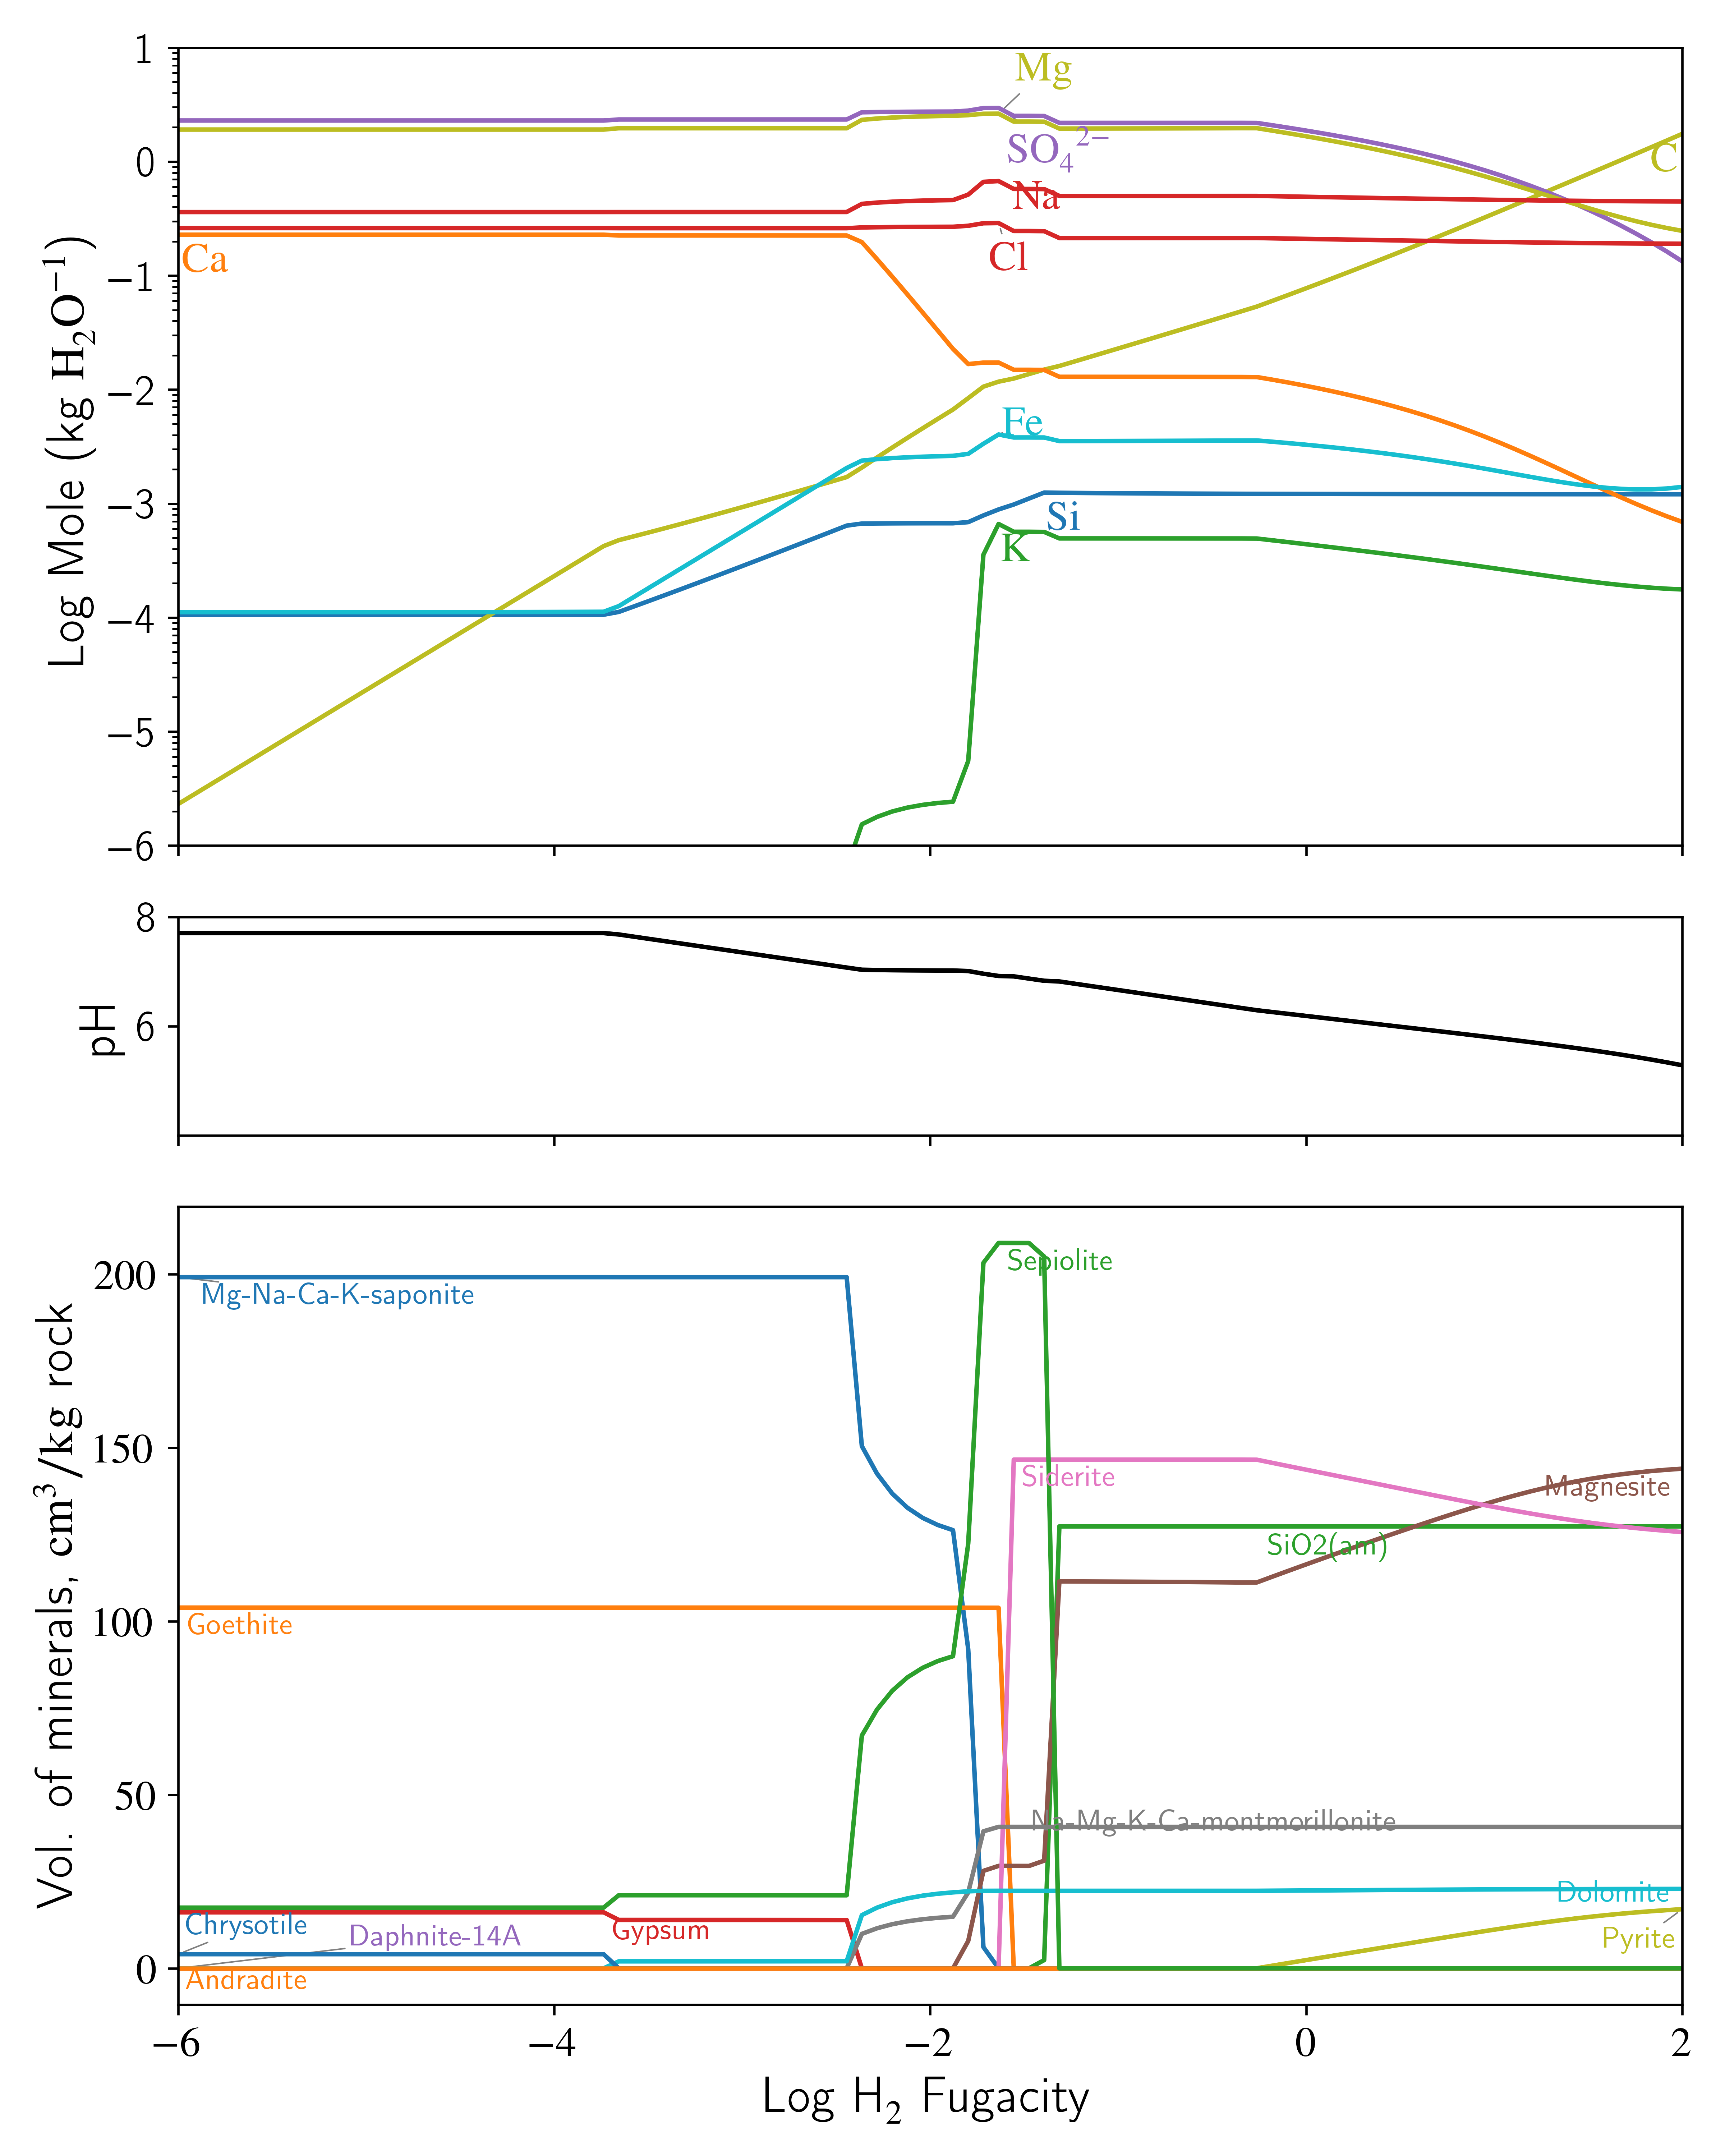 Log Mole (kg H₂O⁻¹)
1
0
−1
−2
−3
−4
−5
−6
Mg
SO₄²⁻
C
Na
Ca
Cl
Fe
Si
K
pH
8
6
Vol. of minerals, cm³/kg rock
200
150
100
50
0
Sepiolite
Mg-Na-Ca-K-saponite
Siderite
Magnesite
SiO2(am)
Goethite
Na-Mg-K-Ca-montmorillonite
Dolomite
Chrysotile
Daphnite-14A
Gypsum
Pyrite
Andradite
−6
−4
−2
0
2
Log H₂ Fugacity